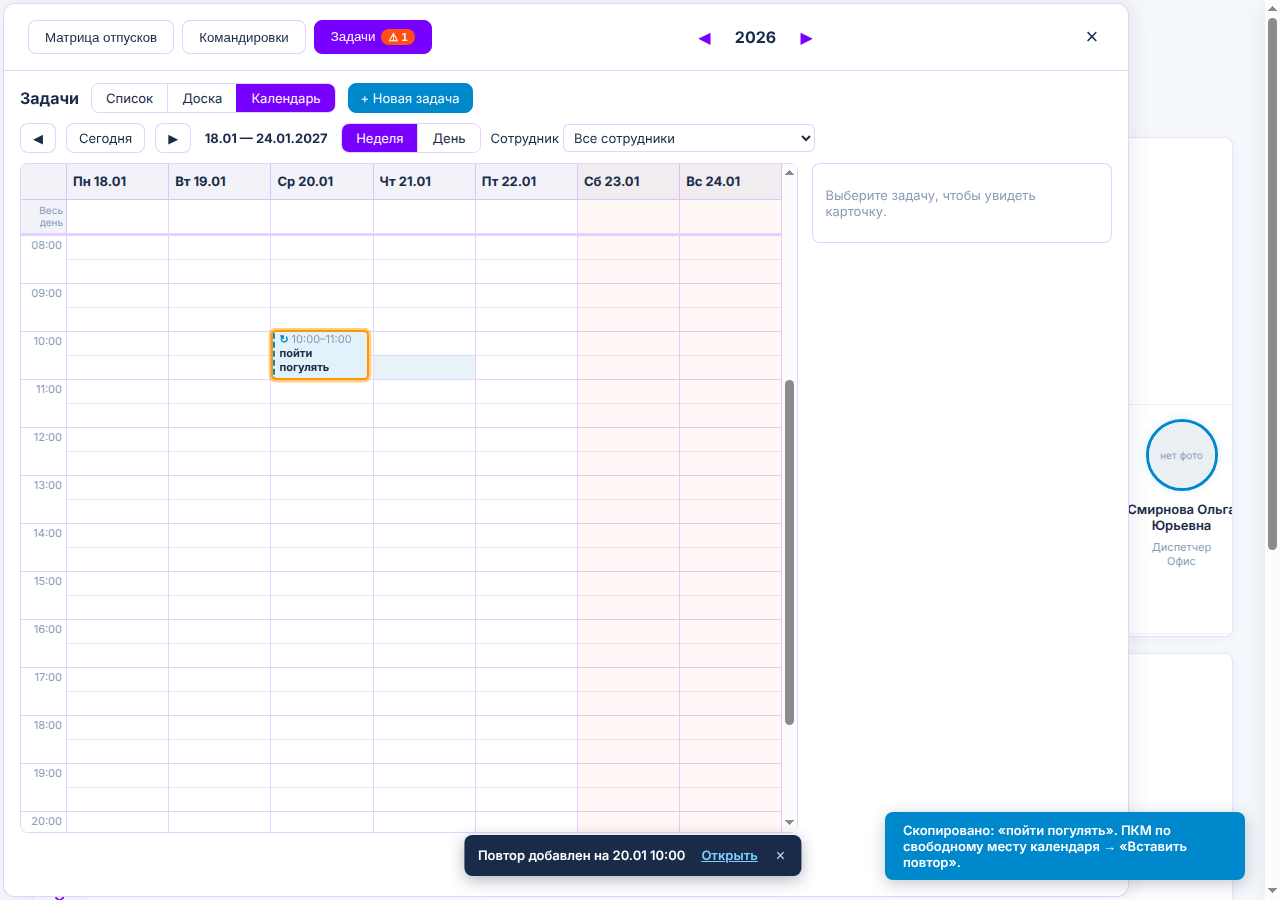 Матрица отпусков
Командировки
Задачи ⚠ 1
◀ 2026 ▶
×
Задачи
Список
Доска
Календарь
+ Новая задача
◀
Сегодня
▶
18.01 — 24.01.2027
Неделя
День
Сотрудник
Все сотрудники
Пн 18.01
Вт 19.01
Ср 20.01
Чт 21.01
Пт 22.01
Сб 23.01
Вс 24.01
Весь
день
08:00
09:00
10:00
11:00
12:00
13:00
14:00
15:00
16:00
17:00
18:00
19:00
20:00
↻ 10:00–11:00
пойти
погулять
Выберите задачу, чтобы увидеть
карточку.
нет фото
Смирнова Ольга
Юрьевна
Диспетчер
Офис
Повтор добавлен на 20.01 10:00
Открыть
×
Скопировано: «пойти погулять». ПКМ по
свободному месту календаря → «Вставить
повтор».